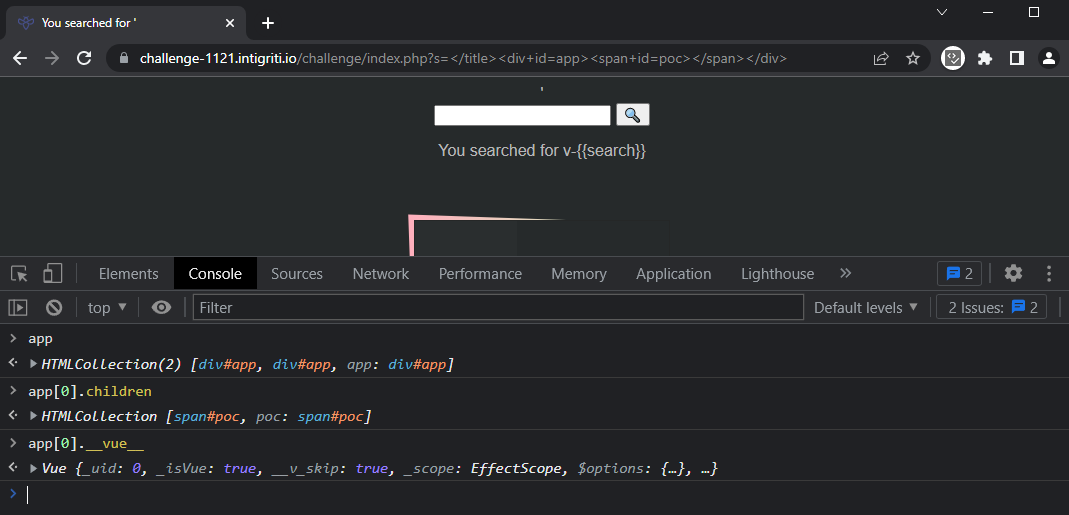 You searched for '
challenge-1121.intigriti.io/challenge/index.php?s=</title><div+id=app><span+id=poc></span></div>
'
You searched for v-{{search}}
Elements Console Sources Network Performance Memory Application Lighthouse » 2
top ▼ Filter Default levels ▼ 2 Issues: 2
> app
HTMLCollection(2) [div#app, div#app, app: div#app]
> app[0].children
HTMLCollection [span#poc, poc: span#poc]
> app[0].__vue__
Vue {_uid: 0, _isVue: true, __v_skip: true, _scope: EffectScope, $options: {…}, …}
>